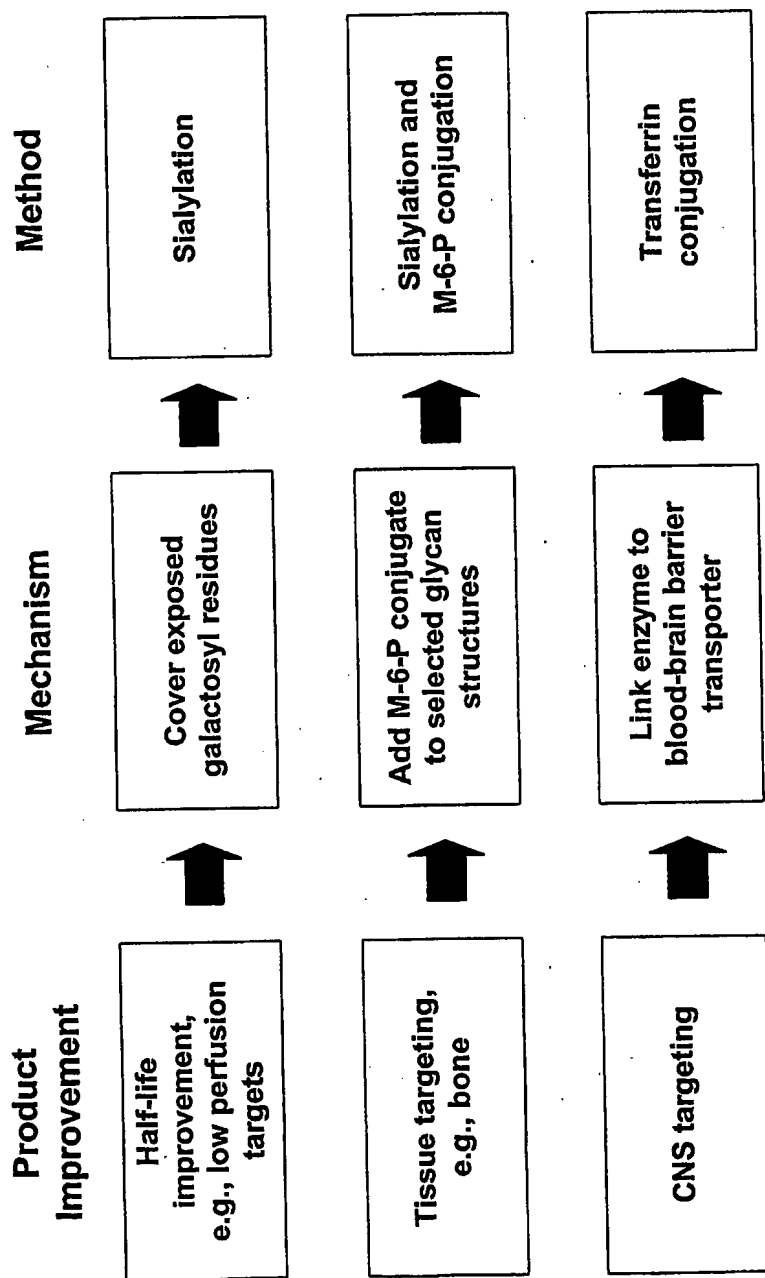 Product
Improvement
Mechanism
Method
Half-life
improvement,
e.g., low perfusion
targets
Cover exposed
galactosyl residues
Sialylation
Tissue targeting,
e.g., bone
Add M-6-P conjugate
to selected glycan
structures
Sialylation and
M-6-P conjugation
CNS targeting
Link enzyme to
blood-brain barrier
transporter
Transferrin
conjugation